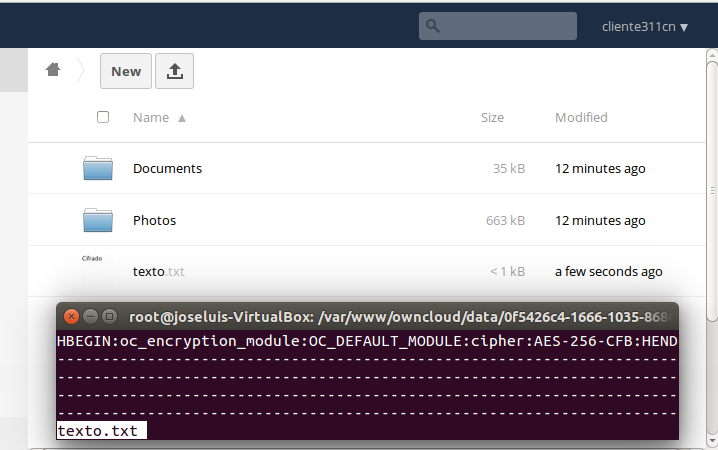 cliente311cn ▼
New
Name ▲ Size Modified
Documents 35 kB 12 minutes ago
Photos 663 kB 12 minutes ago
Cifrado
texto.txt < 1 kB a few seconds ago
root@joseluis-VirtualBox: /var/www/owncloud/data/0f5426c4-1666-1035-868
HBEGIN:oc_encryption_module:OC_DEFAULT_MODULE:cipher:AES-256-CFB:HEND
---------------------------------------------------------------------
---------------------------------------------------------------------
---------------------------------------------------------------------
---------------------------------------------------------------------
texto.txt